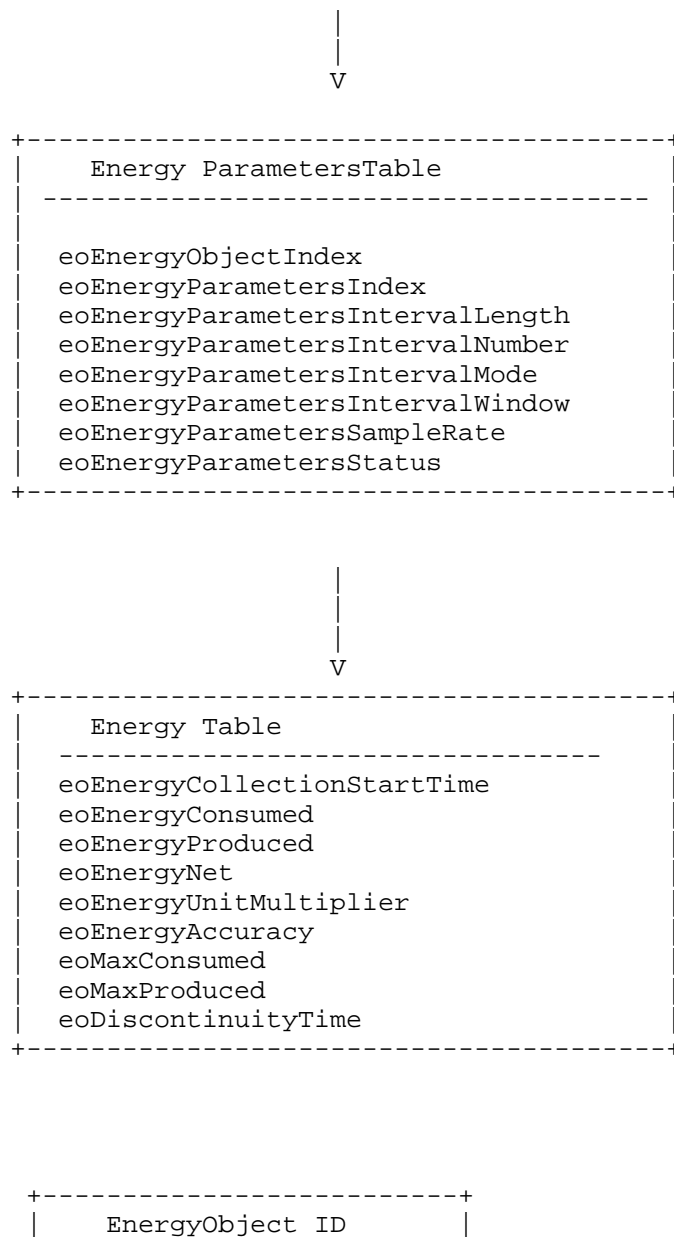 |
|
V
+----------------------------------------+
| Energy ParametersTable |
| -------------------------------------- |
| |
| eoEnergyObjectIndex |
| eoEnergyParametersIndex |
| eoEnergyParametersIntervalLength |
| eoEnergyParametersIntervalNumber |
| eoEnergyParametersIntervalMode |
| eoEnergyParametersIntervalWindow |
| eoEnergyParametersSampleRate |
| eoEnergyParametersStatus |
+----------------------------------------+
|
|
|
V
+----------------------------------------+
| Energy Table |
| ---------------------------------- |
| eoEnergyCollectionStartTime |
| eoEnergyConsumed |
| eoEnergyProduced |
| eoEnergyNet |
| eoEnergyUnitMultiplier |
| eoEnergyAccuracy |
| eoMaxConsumed |
| eoMaxProduced |
| eoDiscontinuityTime |
+----------------------------------------+
+--------------------------+
| EnergyObject ID |